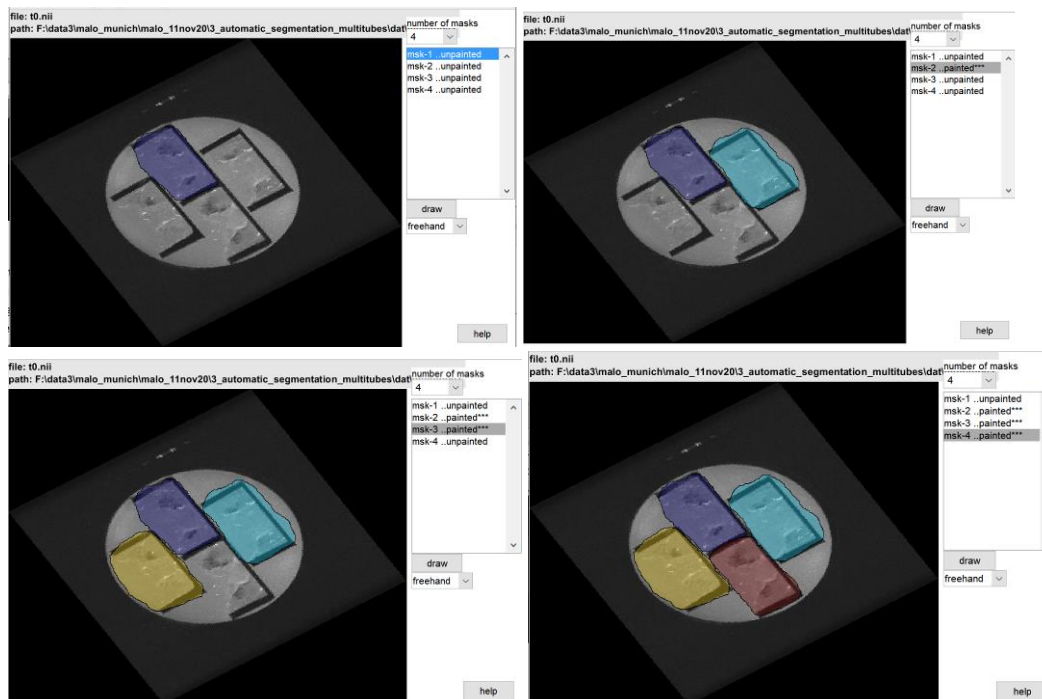 file: t0.nii
path: F:\data3\malo_munich\malo_11nov20\3_automatic_segmentation_multitubes\dat
number of masks
4
msk-1 ..unpainted
msk-2 ..unpainted
msk-3 ..unpainted
msk-4 ..unpainted
draw
freehand
help
file: t0.nii
path: F:\data3\malo_munich\malo_11nov20\3_automatic_segmentation_multitubes\dat
number of masks
4
msk-1 ..unpainted
msk-2 ..painted***
msk-3 ..unpainted
msk-4 ..unpainted
draw
freehand
help
file: t0.nii
path: F:\data3\malo_munich\malo_11nov20\3_automatic_segmentation_multitubes\dat
number of masks
4
msk-1 ..unpainted
msk-2 ..painted***
msk-3 ..painted***
msk-4 ..unpainted
draw
freehand
help
file: t0.nii
path: F:\data3\malo_munich\malo_11nov20\3_automatic_segmentation_multitubes\dat
number of masks
4
msk-1 ..unpainted
msk-2 ..painted***
msk-3 ..painted***
msk-4 ..painted***
draw
freehand
help